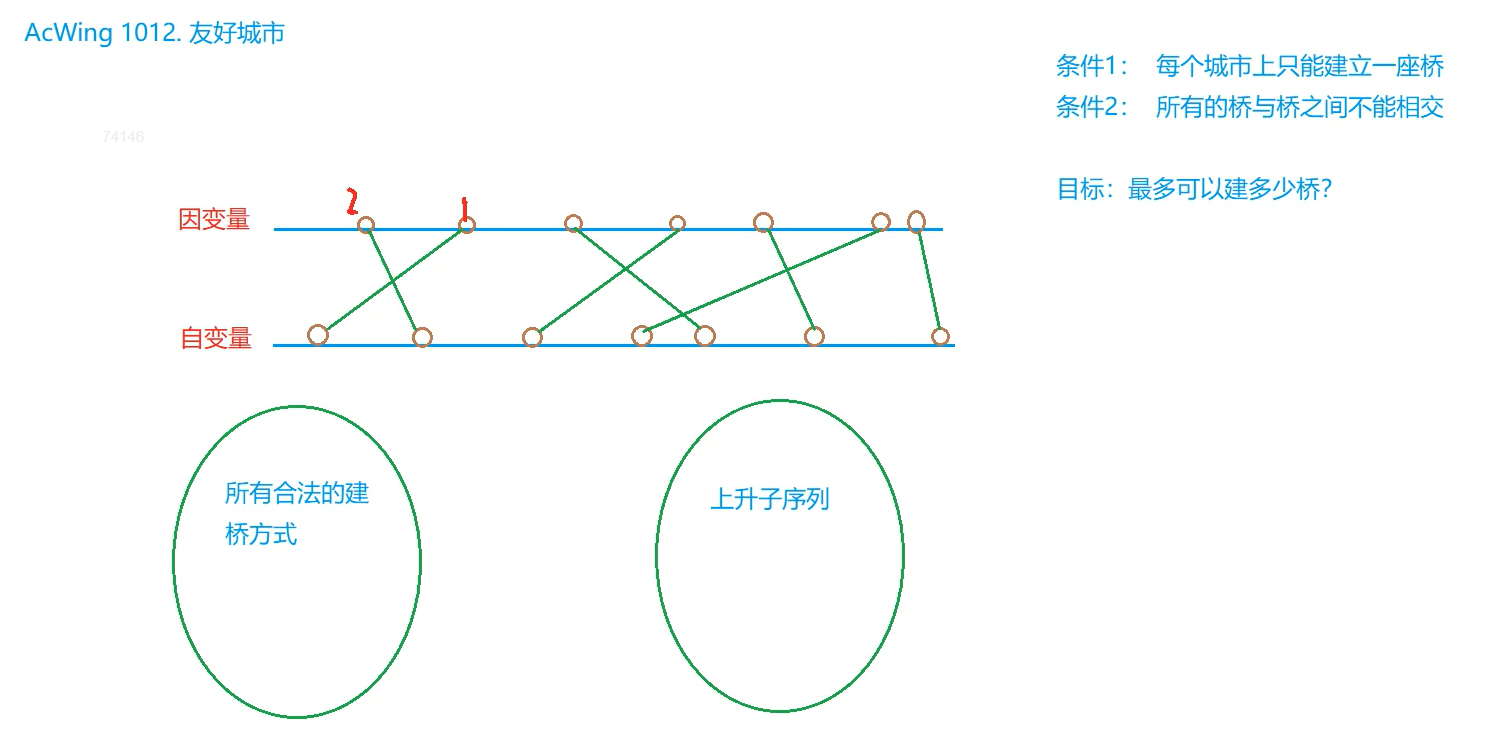 AcWing 1012. 友好城市
条件1： 每个城市上只能建立一座桥
条件2： 所有的桥与桥之间不能相交
74146
目标：最多可以建多少桥？
2 1
因变量
自变量
所有合法的建
桥方式
上升子序列